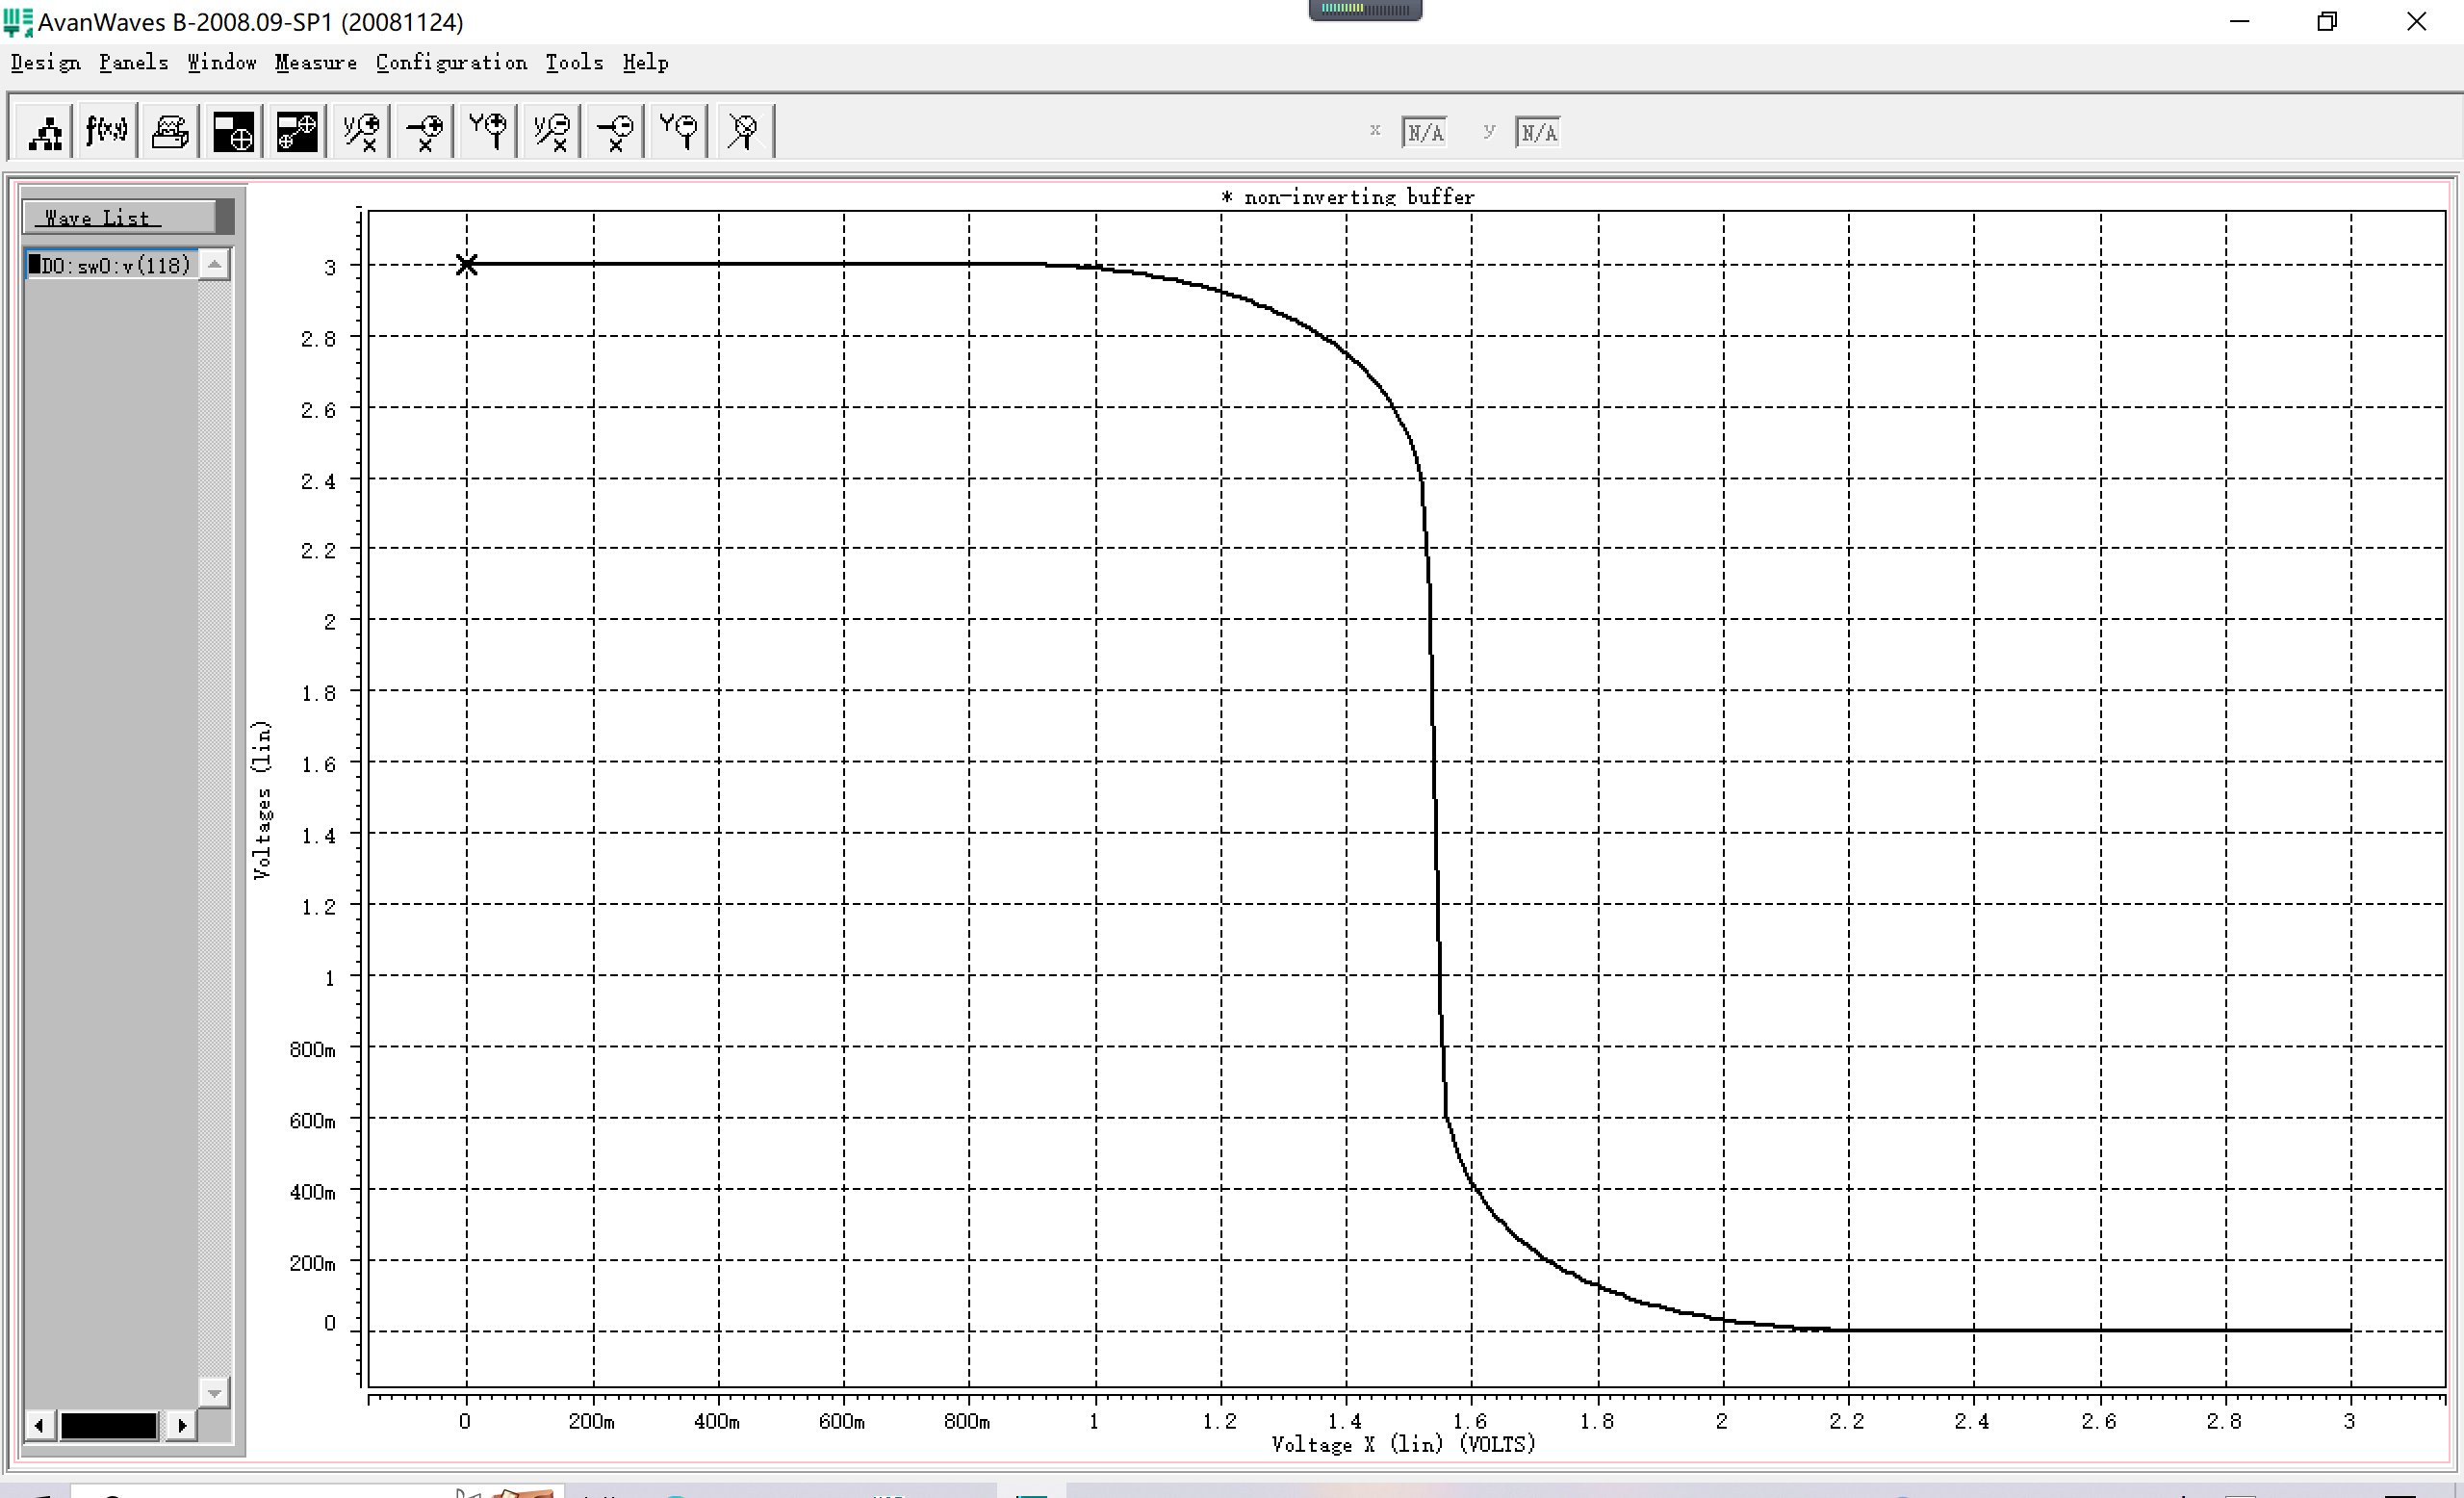 AvanWaves B-2008.09-SP1 (20081124)
Design Panels Window Measure Configuration Tools Help
f(x,y)
x N/A y N/A
* non-inverting buffer
Wave List
D0:sw0:v(118)
Voltages (lin)
3
2.8
2.6
2.4
2.2
2
1.8
1.6
1.4
1.2
1
800m
600m
400m
200m
0
0 200m 400m 600m 800m 1 1.2 1.4 1.6 1.8 2 2.2 2.4 2.6 2.8 3
Voltage X (lin) (VOLTS)